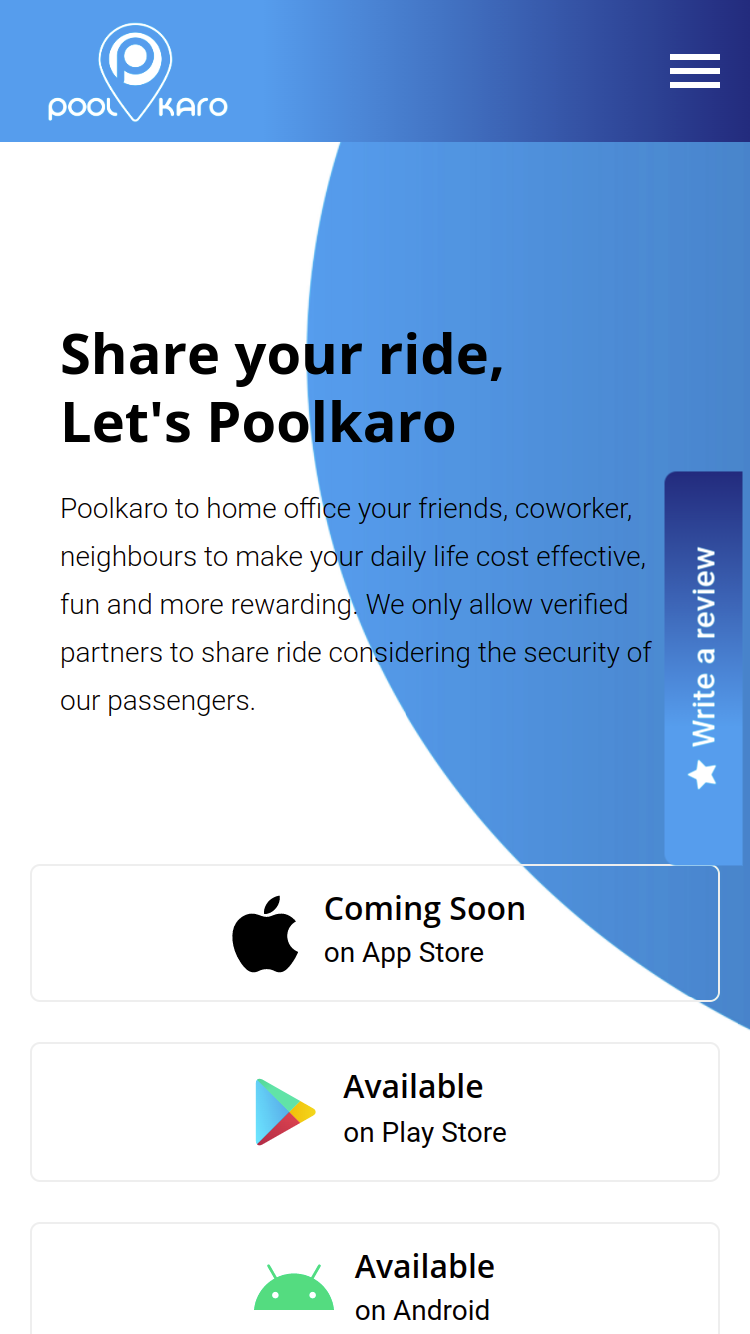 pool karo
Share your ride,
Let's Poolkaro
Poolkaro to home office your friends, coworker,
neighbours to make your daily life cost effective,
fun and more rewarding. We only allow verified
partners to share ride considering the security of
our passengers.
Write a review
Coming Soon
on App Store
Available
on Play Store
Available
on Android